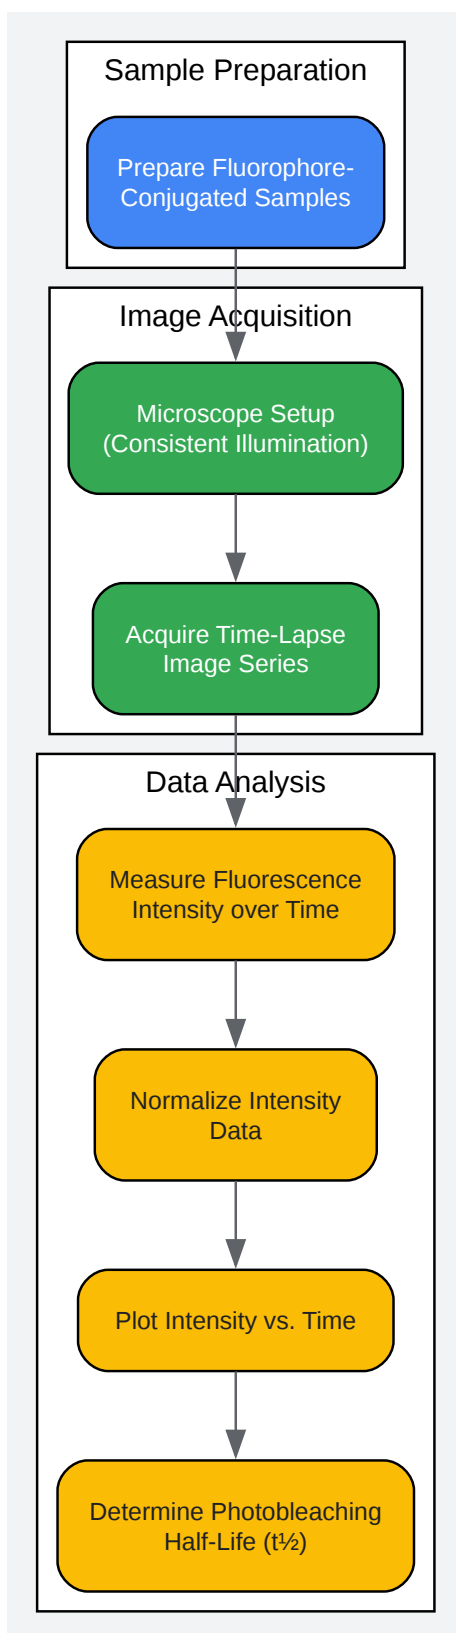 Sample Preparation
Prepare Fluorophore-
Conjugated Samples
Image Acquisition
Microscope Setup
(Consistent Illumination)
Acquire Time-Lapse
Image Series
Data Analysis
Measure Fluorescence
Intensity over Time
Normalize Intensity
Data
Plot Intensity vs. Time
Determine Photobleaching
Half-Life (t½)